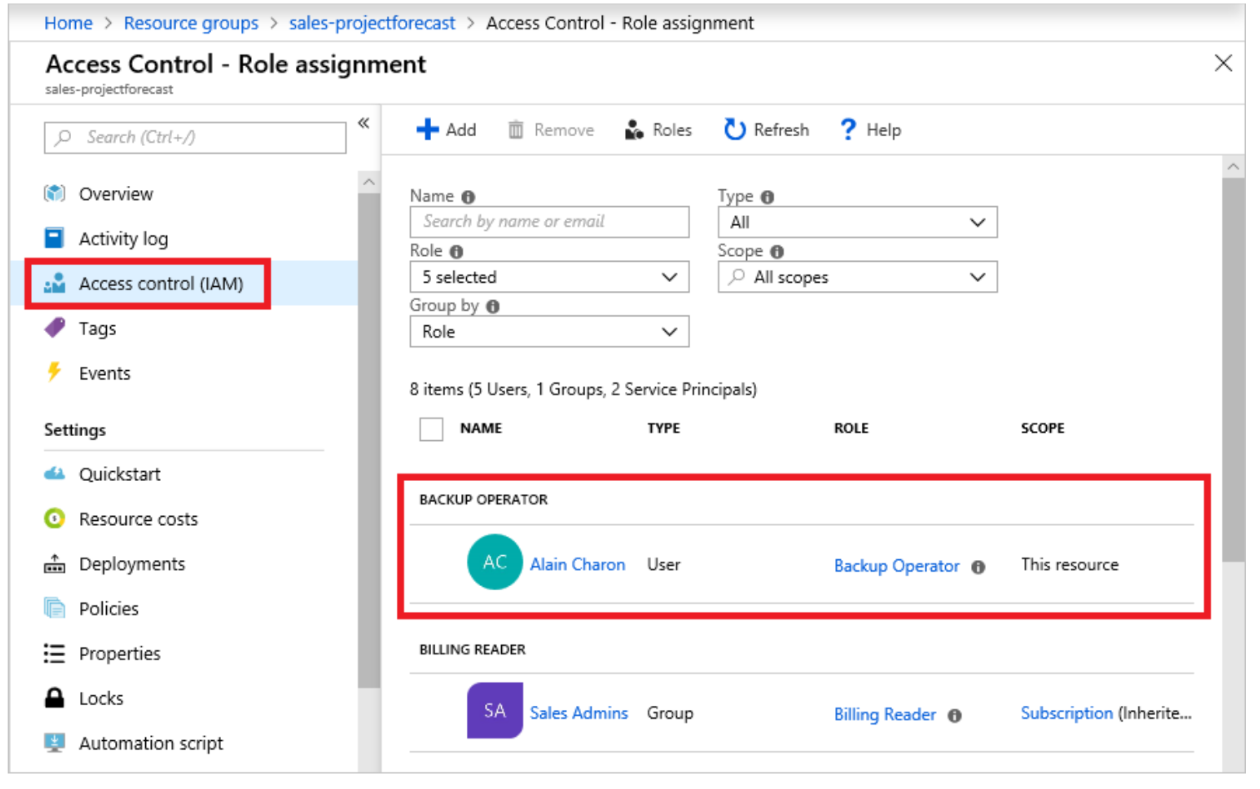 Home > Resource groups > sales-projectforecast > Access Control - Role assignment
Access Control - Role assignment
sales-projectforecast
Search (Ctrl+/)
Overview
Activity log
Access control (IAM)
Tags
Events
Settings
Quickstart
Resource costs
Deployments
Policies
Properties
Locks
Automation script
Add Remove Roles Refresh Help
Name Type
Search by name or email All
Role Scope
5 selected All scopes
Group by
Role
8 items (5 Users, 1 Groups, 2 Service Principals)
NAME TYPE ROLE SCOPE
BACKUP OPERATOR
AC Alain Charon User Backup Operator This resource
BILLING READER
SA Sales Admins Group Billing Reader Subscription (Inherite...